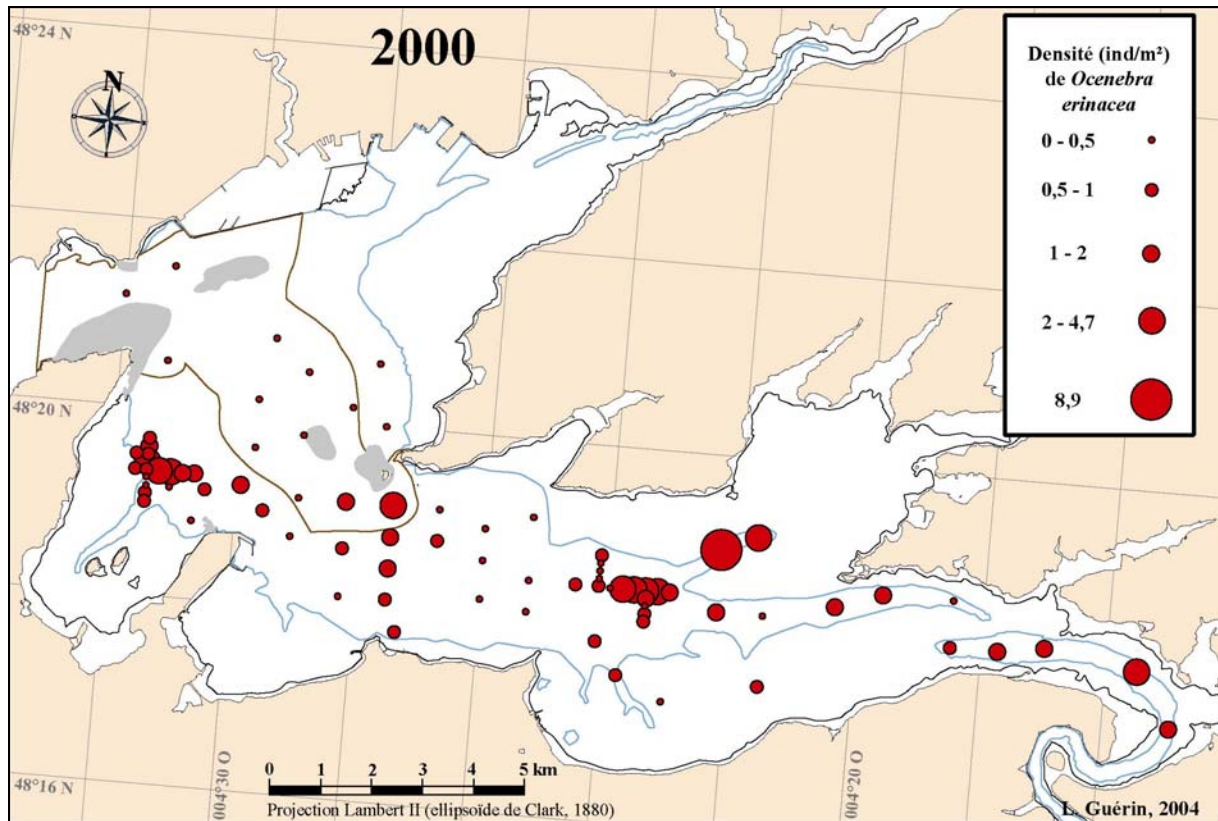 48°24 N
2000
N
Densité (ind/m²)
de Ocenebra
erinacea
0 - 0,5
0,5 - 1
1 - 2
2 - 4,7
8,9
48°20 N
48°16 N
004°30 O
004°20 O
0 1 2 3 4 5 km
Projection Lambert II (ellipsoïde de Clark, 1880)
L. Guérin, 2004